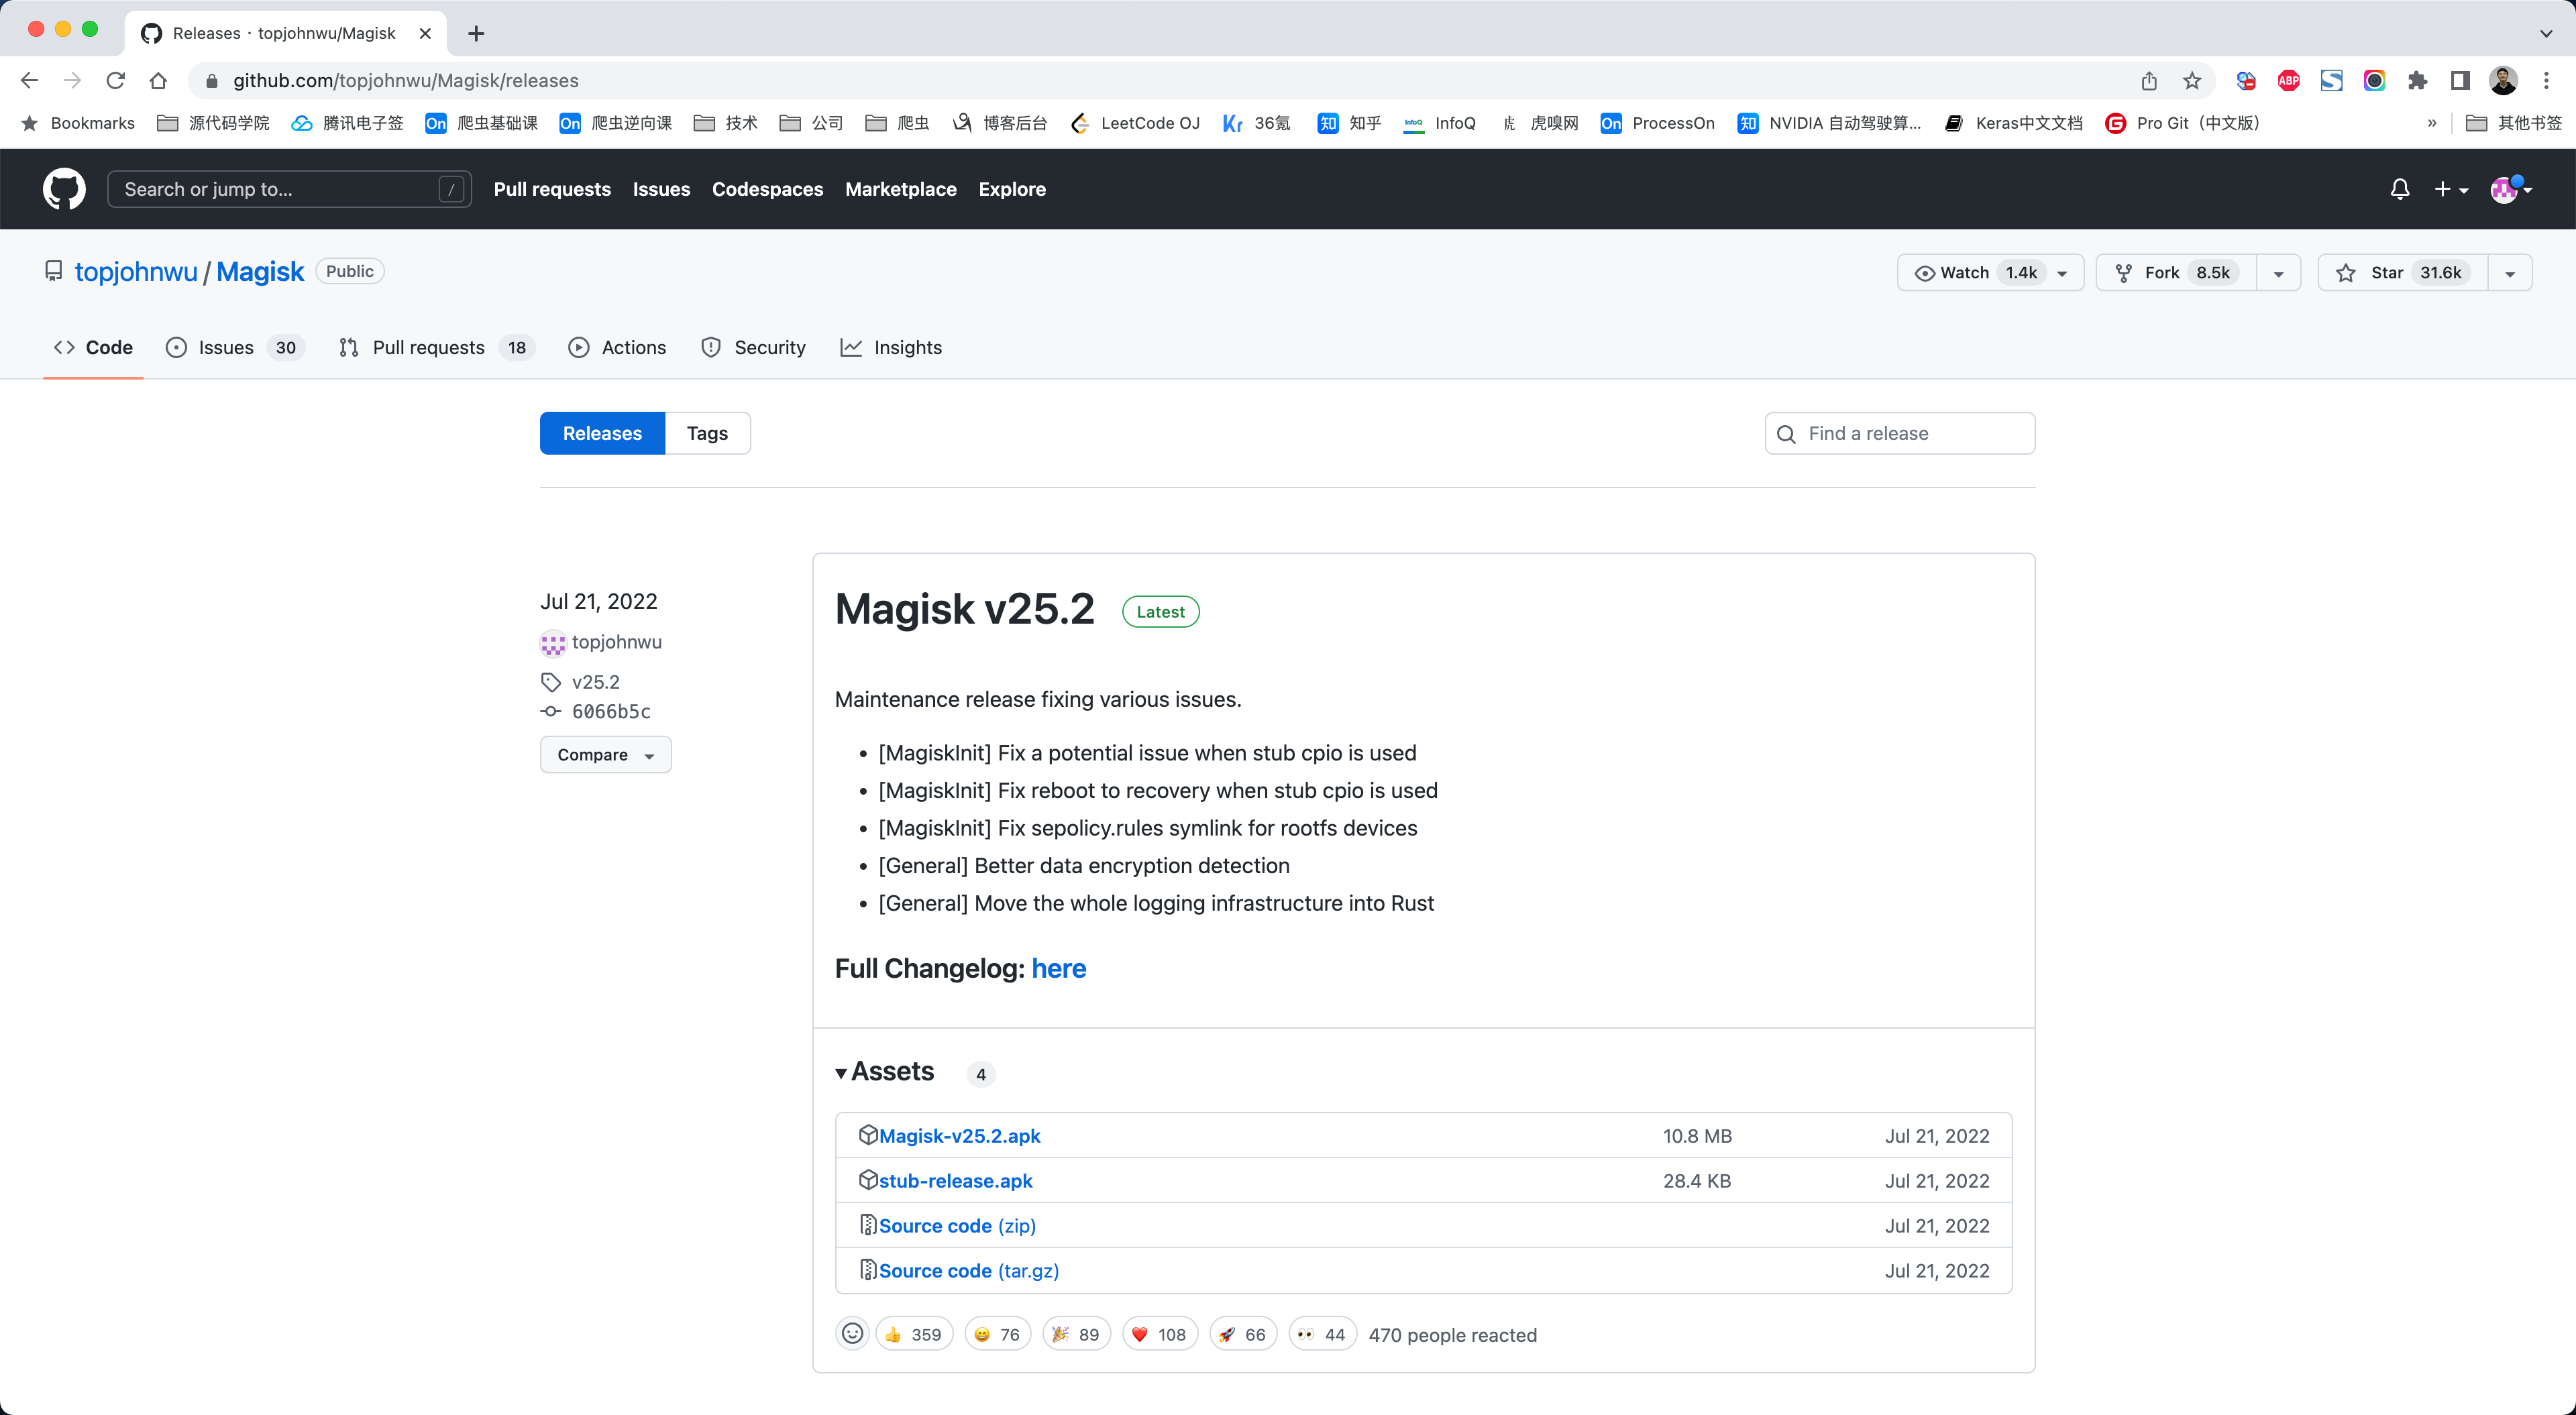 Releases · topjohnwu/Magisk
github.com/topjohnwu/Magisk/releases
ABP
Bookmarks 源代码学院 腾讯电子签 On 爬虫基础课 On 爬虫逆向课 技术 公司 爬虫 博客后台 LeetCode OJ Kr 36氪 知 知乎 InfoQ InfoQ 虎 虎嗅网 On ProcessOn 知 NVIDIA 自动驾驶算... Keras中文文档 G Pro Git（中文版） » 其他书签
Search or jump to... / Pull requests Issues Codespaces Marketplace Explore
topjohnwu / Magisk Public Watch 1.4k Fork 8.5k Star 31.6k
Code Issues 30 Pull requests 18 Actions Security Insights
Releases Tags Find a release
Jul 21, 2022
topjohnwu
v25.2
6066b5c
Compare
Magisk v25.2 Latest
Maintenance release fixing various issues.
• [MagiskInit] Fix a potential issue when stub cpio is used
• [MagiskInit] Fix reboot to recovery when stub cpio is used
• [MagiskInit] Fix sepolicy.rules symlink for rootfs devices
• [General] Better data encryption detection
• [General] Move the whole logging infrastructure into Rust
Full Changelog: here
Assets 4
Magisk-v25.2.apk 10.8 MB Jul 21, 2022
stub-release.apk 28.4 KB Jul 21, 2022
Source code (zip) Jul 21, 2022
Source code (tar.gz) Jul 21, 2022
👍 359 😄 76 🎉 89 ❤️ 108 🚀 66 👀 44 470 people reacted